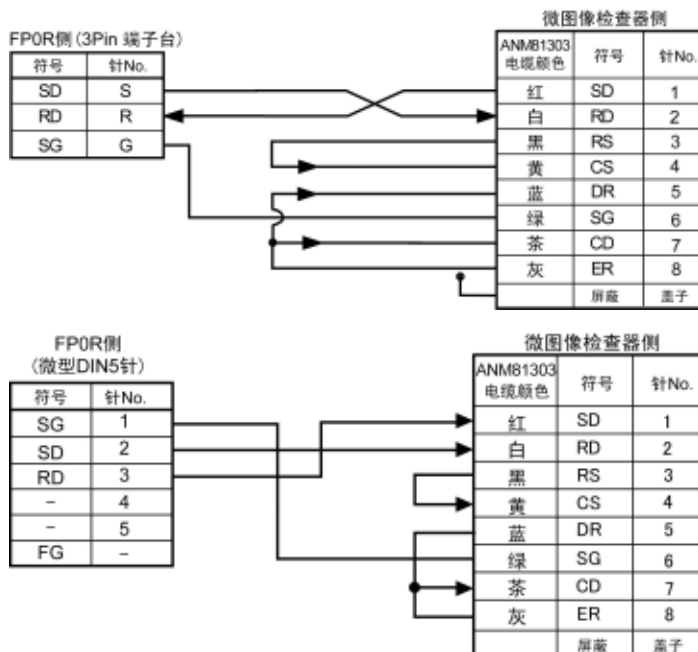 微图像检查器侧
FP0R侧(3Pin 端子台)
符号 针No.
SD S
RD R
SG G
ANM81303 电缆颜色 符号 针No.
红 SD 1
白 RD 2
黑 RS 3
黄 CS 4
蓝 DR 5
绿 SG 6
茶 CD 7
灰 ER 8
屏蔽 盖子
FP0R侧
(微型DIN5针)
符号 针No.
SG 1
SD 2
RD 3
– 4
– 5
FG –
微图像检查器侧
ANM81303 电缆颜色 符号 针No.
红 SD 1
白 RD 2
黑 RS 3
黄 CS 4
蓝 DR 5
绿 SG 6
茶 CD 7
灰 ER 8
屏蔽 盖子